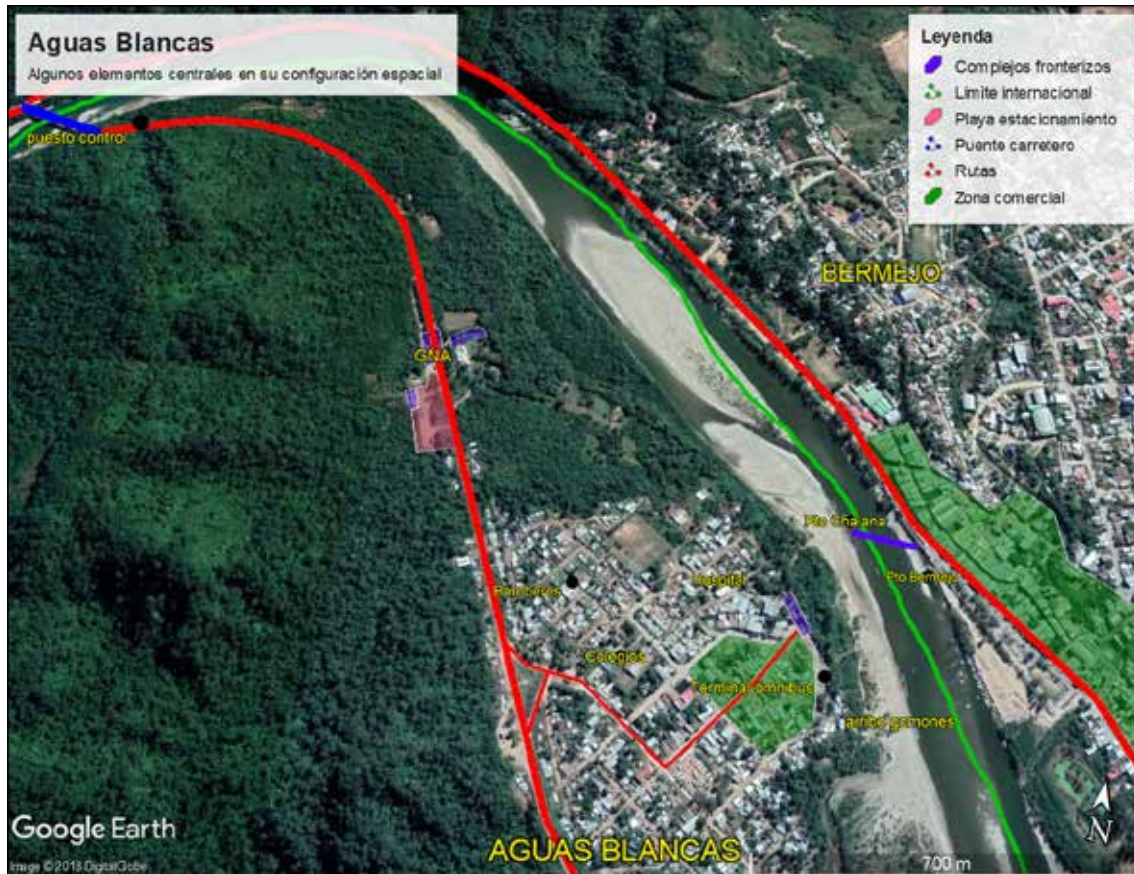 Aguas Blancas
Algunos elementos centrales en su configuración espacial
Leyenda
Complejos fronterizos
Límite internacional
Playa estacionamiento
Puente carretero
Rutas
Zona comercial
puesto control
BERMEJO
GNA
Pto Chalana
Pto Bermejo
Hospital
Bomberos
Colegios
Terminal omnibus
arribo gomones
AGUAS BLANCAS
Google Earth
Image © 2018 DigitalGlobe
700 m
N